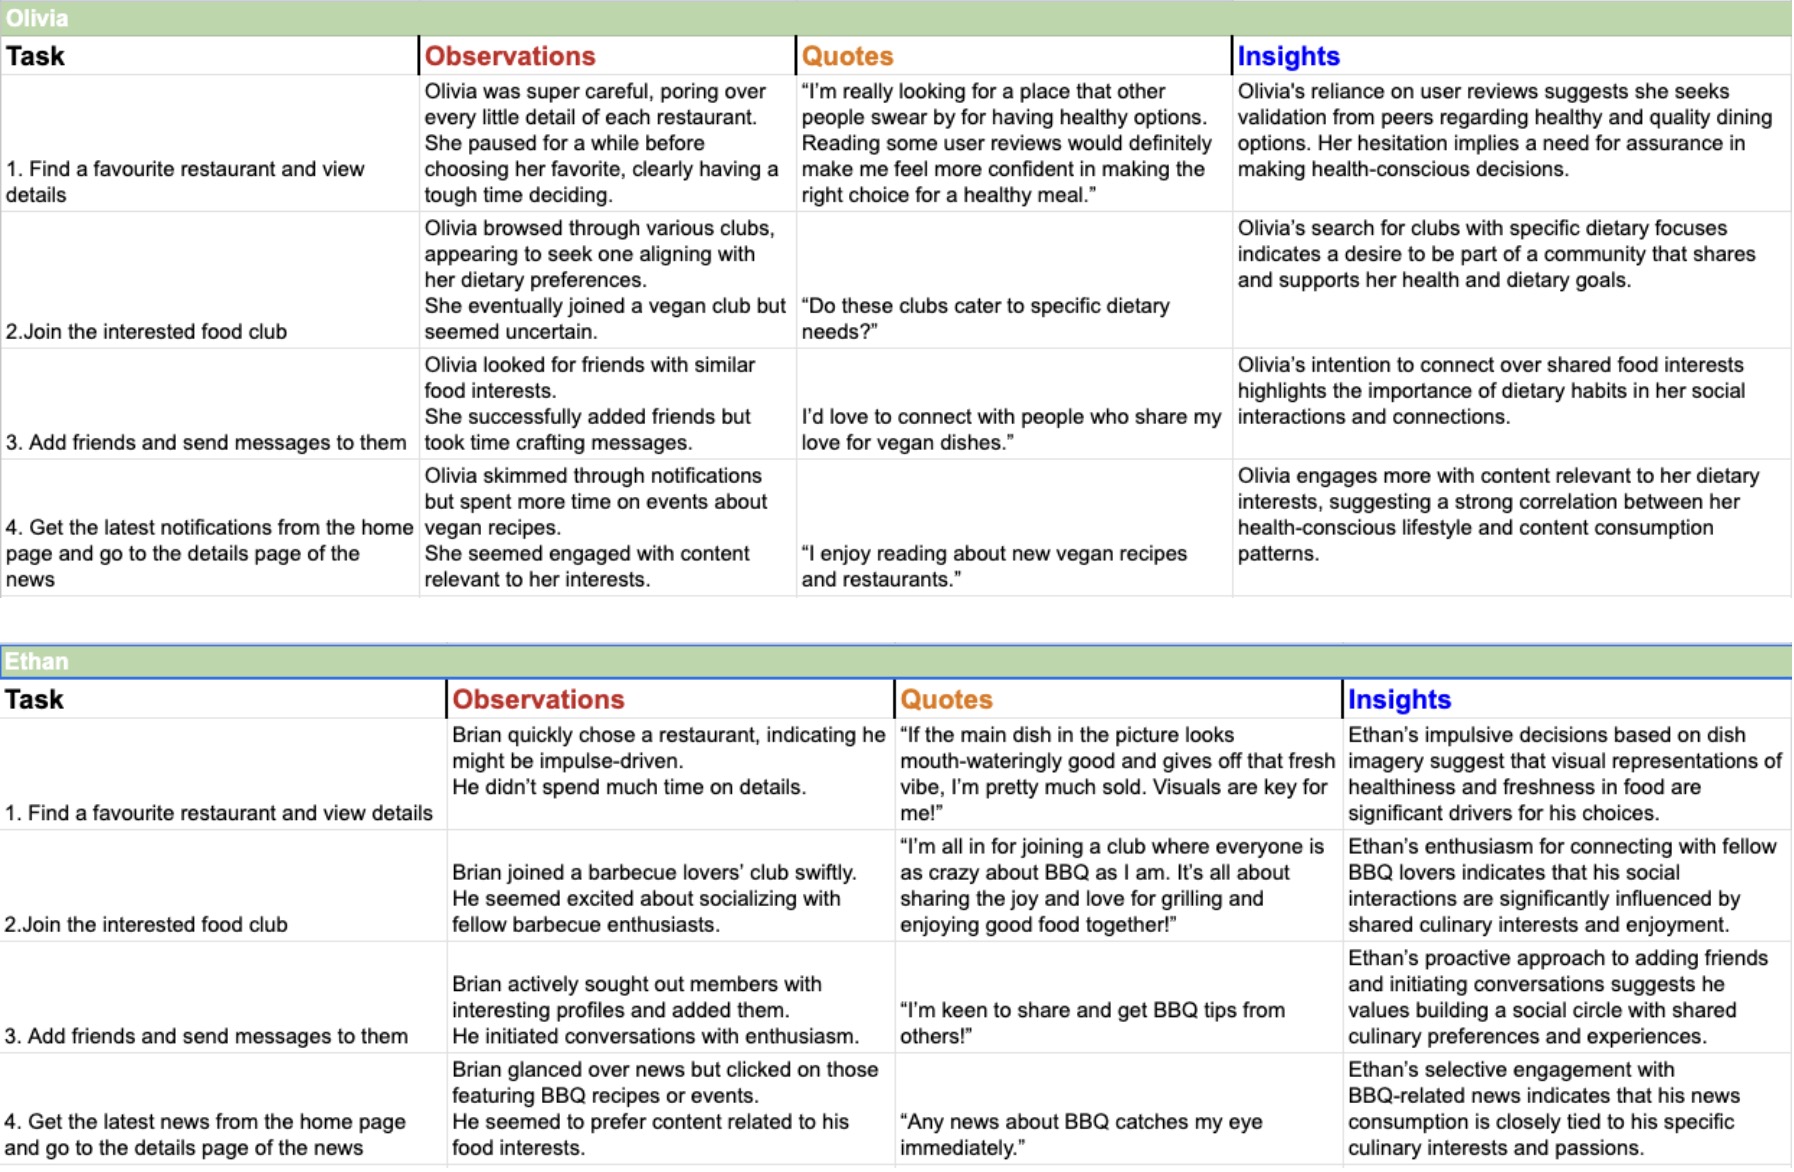 Olivia
Task
Observations
Quotes
Insights
1. Find a favourite restaurant and view
details
Olivia was super careful, poring over
every little detail of each restaurant.
She paused for a while before
choosing her favorite, clearly having a
tough time deciding.
“I’m really looking for a place that other
people swear by for having healthy options.
Reading some user reviews would definitely
make me feel more confident in making the
right choice for a healthy meal.”
Olivia's reliance on user reviews suggests she seeks
validation from peers regarding healthy and quality dining
options. Her hesitation implies a need for assurance in
making health-conscious decisions.
2.Join the interested food club
Olivia browsed through various clubs,
appearing to seek one aligning with
her dietary preferences.
She eventually joined a vegan club but
seemed uncertain.
“Do these clubs cater to specific dietary
needs?”
Olivia’s search for clubs with specific dietary focuses
indicates a desire to be part of a community that shares
and supports her health and dietary goals.
3. Add friends and send messages to them
Olivia looked for friends with similar
food interests.
She successfully added friends but
took time crafting messages.
I’d love to connect with people who share my
love for vegan dishes.”
Olivia’s intention to connect over shared food interests
highlights the importance of dietary habits in her social
interactions and connections.
4. Get the latest notifications from the home
page and go to the details page of the
news
Olivia skimmed through notifications
but spent more time on events about
vegan recipes.
She seemed engaged with content
relevant to her interests.
“I enjoy reading about new vegan recipes
and restaurants.”
Olivia engages more with content relevant to her dietary
interests, suggesting a strong correlation between her
health-conscious lifestyle and content consumption
patterns.
Ethan
Task
Observations
Quotes
Insights
1. Find a favourite restaurant and view details
Brian quickly chose a restaurant, indicating he
might be impulse-driven.
He didn’t spend much time on details.
“If the main dish in the picture looks
mouth-wateringly good and gives off that fresh
vibe, I’m pretty much sold. Visuals are key for
me!”
Ethan’s impulsive decisions based on dish
imagery suggest that visual representations of
healthiness and freshness in food are
significant drivers for his choices.
2.Join the interested food club
Brian joined a barbecue lovers’ club swiftly.
He seemed excited about socializing with
fellow barbecue enthusiasts.
“I’m all in for joining a club where everyone is
as crazy about BBQ as I am. It’s all about
sharing the joy and love for grilling and
enjoying good food together!”
Ethan’s enthusiasm for connecting with fellow
BBQ lovers indicates that his social
interactions are significantly influenced by
shared culinary interests and enjoyment.
3. Add friends and send messages to them
Brian actively sought out members with
interesting profiles and added them.
He initiated conversations with enthusiasm.
“I’m keen to share and get BBQ tips from
others!”
Ethan’s proactive approach to adding friends
and initiating conversations suggests he
values building a social circle with shared
culinary preferences and experiences.
4. Get the latest news from the home page
and go to the details page of the news
Brian glanced over news but clicked on those
featuring BBQ recipes or events.
He seemed to prefer content related to his
food interests.
“Any news about BBQ catches my eye
immediately.”
Ethan’s selective engagement with
BBQ-related news indicates that his news
consumption is closely tied to his specific
culinary interests and passions.